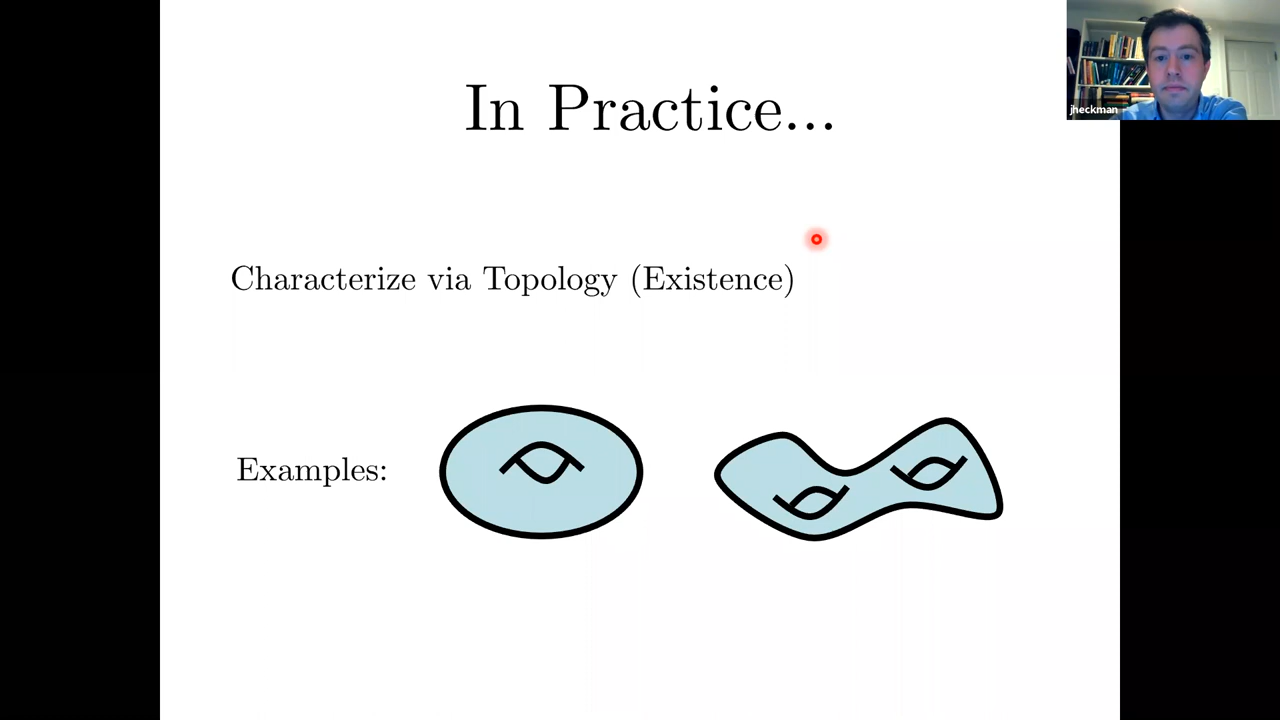 In Practice...
jheckman
Characterize via Topology (Existence)
Examples: